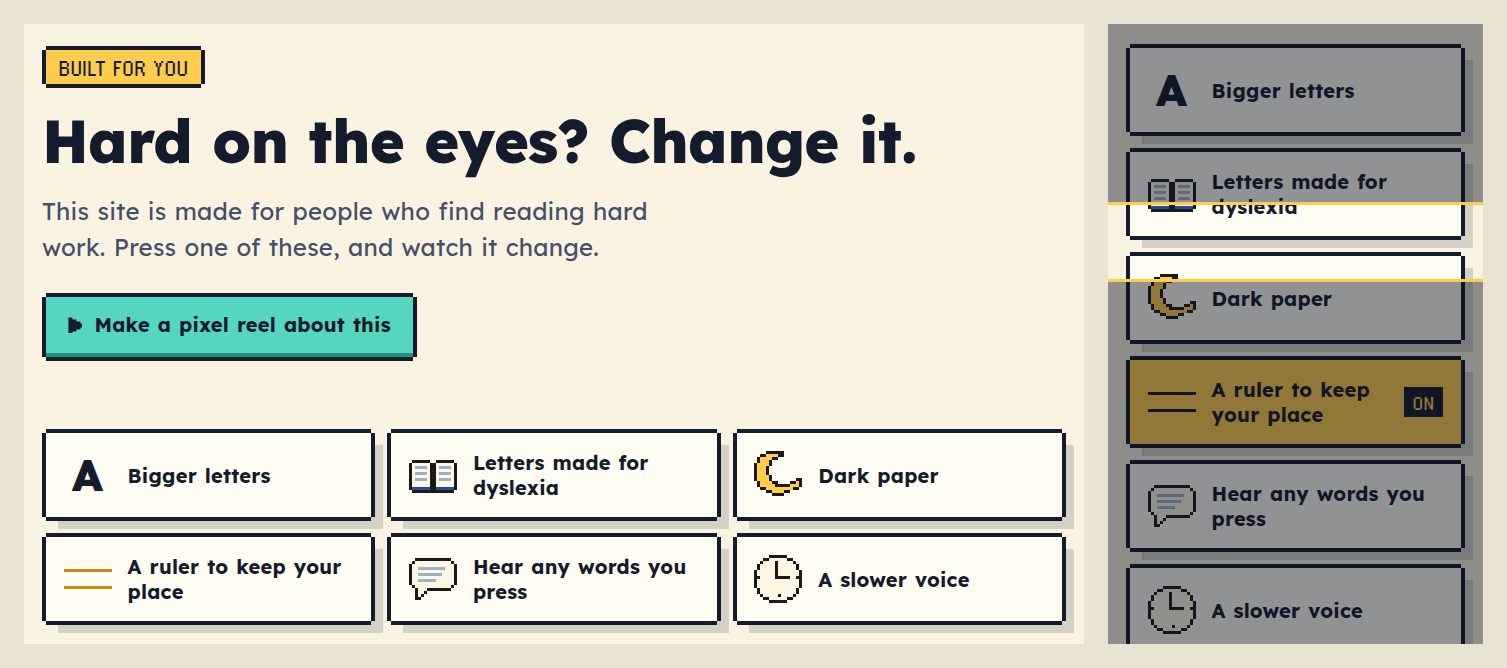 BUILT FOR YOU
Hard on the eyes? Change it.
This site is made for people who find reading hard
work. Press one of these, and watch it change.
Make a pixel reel about this
A Bigger letters
Letters made for
dyslexia
Dark paper
A ruler to keep your
place
Hear any words you
press
A slower voice
A Bigger letters
Letters made for
dyslexia
Dark paper
A ruler to keep
your place
ON
Hear any words you
press
A slower voice